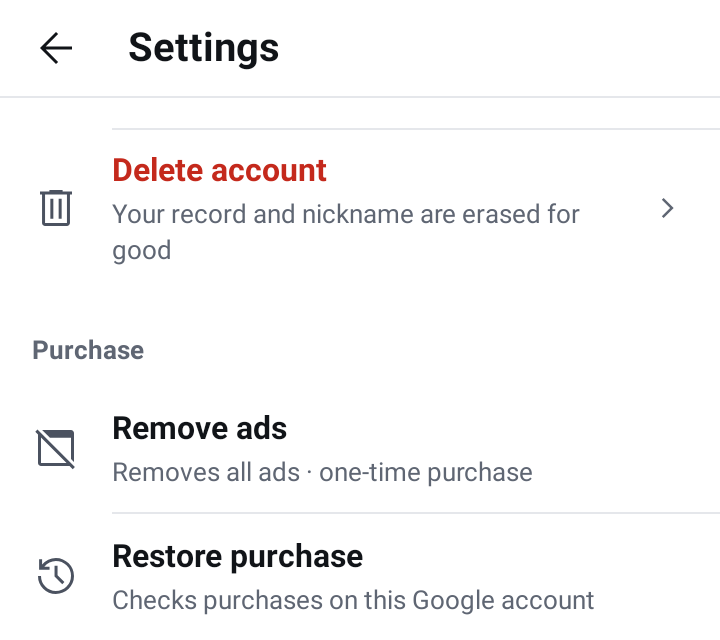 Settings
Delete account
Your record and nickname are erased for
good
Purchase
Remove ads
Removes all ads · one-time purchase
Restore purchase
Checks purchases on this Google account